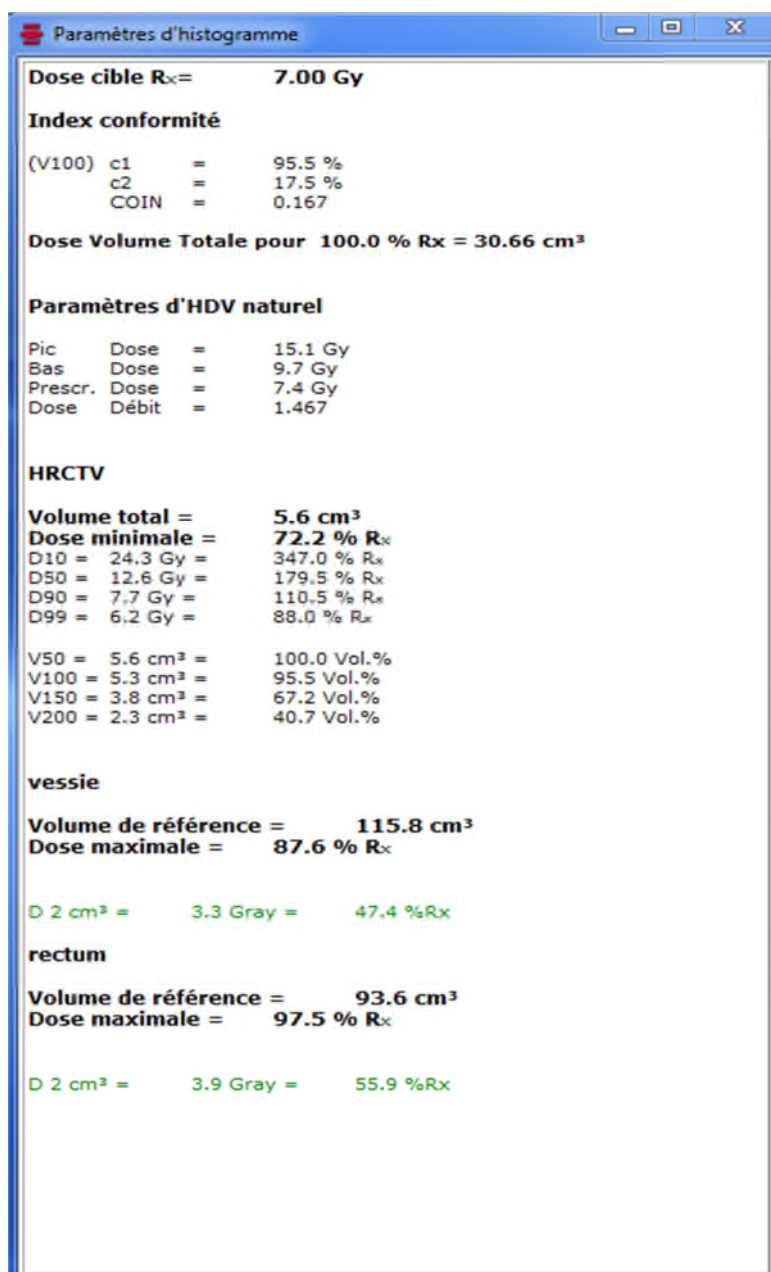 Paramètres d'histogramme
Dose cible Rx= 7.00 Gy
Index conformité
(V100) c1 = 95.5 %
c2 = 17.5 %
COIN = 0.167
Dose Volume Totale pour 100.0 % Rx = 30.66 cm³
Paramètres d'HDV naturel
Pic Dose = 15.1 Gy
Bas Dose = 9.7 Gy
Prescr. Dose = 7.4 Gy
Dose Débit = 1.467
HRCTV
Volume total = 5.6 cm³
Dose minimale = 72.2 % Rx
D10 = 24.3 Gy = 347.0 % Rx
D50 = 12.6 Gy = 179.5 % Rx
D90 = 7.7 Gy = 110.5 % Rx
D99 = 6.2 Gy = 88.0 % Rx
V50 = 5.6 cm³ = 100.0 Vol.%
V100 = 5.3 cm³ = 95.5 Vol.%
V150 = 3.8 cm³ = 67.2 Vol.%
V200 = 2.3 cm³ = 40.7 Vol.%
vessie
Volume de référence = 115.8 cm³
Dose maximale = 87.6 % Rx
D 2 cm³ = 3.3 Gray = 47.4 %Rx
rectum
Volume de référence = 93.6 cm³
Dose maximale = 97.5 % Rx
D 2 cm³ = 3.9 Gray = 55.9 %Rx